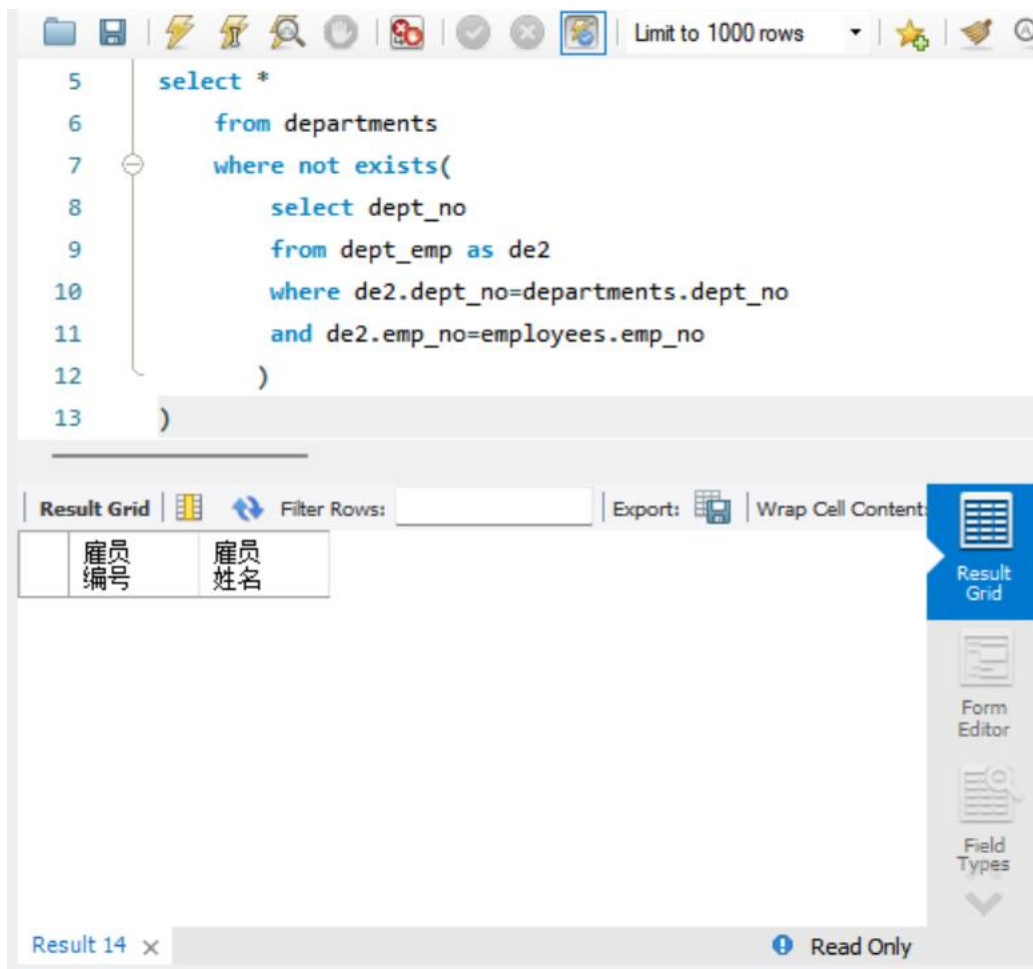 Limit to 1000 rows
5 select *
6 from departments
7 where not exists(
8 select dept_no
9 from dept_emp as de2
10 where de2.dept_no=departments.dept_no
11 and de2.emp_no=employees.emp_no
12 )
13 )
Result Grid Filter Rows: Export: Wrap Cell Content:
雇员 雇员
编号 姓名
Result
Grid
Form
Editor
Field
Types
Result 14 Read Only